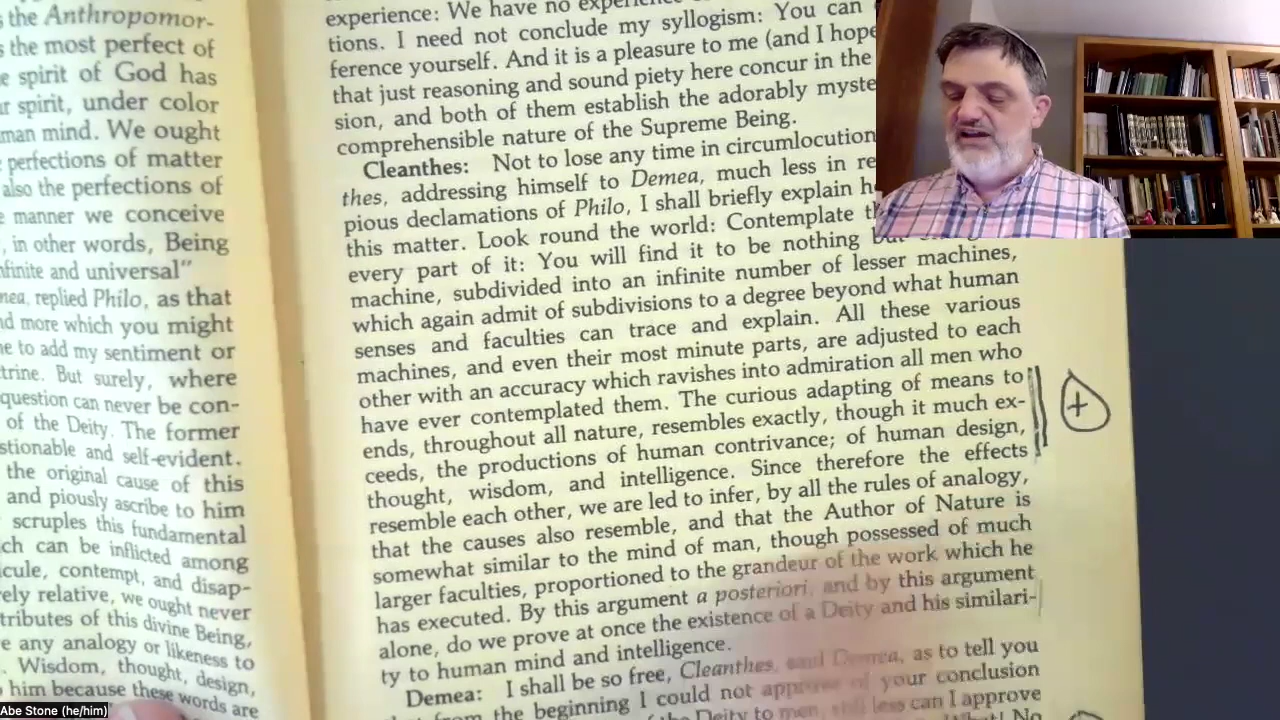 s the Anthropomor-
s the most perfect of
e spirit of God has
ur spirit, under color
man mind. We ought
perfections of matter
also the perfections of
e manner we conceive
, in other words, Being
nfinite and universal"
mea, replied Philo, as that
nd more which you might
ne to add my sentiment or
trine. But surely, where
question can never be con-
of the Deity. The former
stionable and self-evident.
the original cause of this
and piously ascribe to him
scruples this fundamental
ch can be inflicted among
icule, contempt, and disap-
ely relative, we ought never
tributes of this divine Being,
e any analogy or likeness to
. Wisdom, thought, design,
him because these words are
experience: We have no
tions. I need not conclude my syllogism: You can
ference yourself. And it is a pleasure to me (and I hope
that just reasoning and sound piety here concur in the
sion, and both of them establish the adorably myste
comprehensible nature of the Supreme Being.
Cleanthes: Not to lose any time in circumlocution
thes, addressing himself to Demea, much less in re
pious declamations of Philo, I shall briefly explain h
this matter. Look round the world: Contemplate th
every part of it: You will find it to be nothing
machine, subdivided into an infinite number of lesser machines,
which again admit of subdivisions to a degree beyond what human
senses and faculties can trace and explain. All these various
machines, and even their most minute parts, are adjusted to each
other with an accuracy which ravishes into admiration all men who
have ever contemplated them. The curious adapting of means to
ends, throughout all nature, resembles exactly, though it much ex-
ceeds, the productions of human contrivance; of human design,
thought, wisdom, and intelligence. Since therefore the effects
resemble each other, we are led to infer, by all the rules of analogy,
that the causes also resemble, and that the Author of Nature is
somewhat similar to the mind of man, though possessed of much
larger faculties, proportioned to the grandeur of the work which he
has executed. By this argument a posteriori, and by this argument
alone, do we prove at once the existence of a Deity and his similari-
ty to human mind and intelligence.
Demea: I shall be so free, Cleanthes, said Demea, as to tell you
from the beginning I could not approve of your conclusion
of the Deity to men, still less can I approve
What! No
+
Abe Stone (he/him)